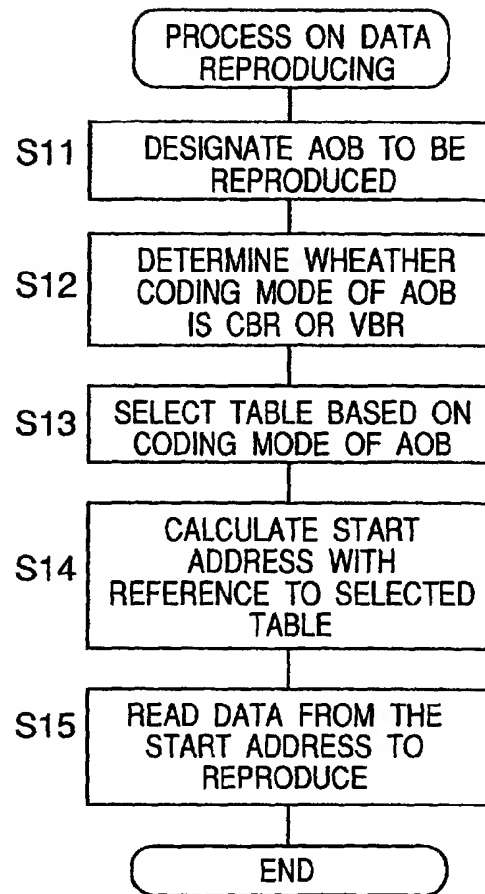 PROCESS ON DATA
REPRODUCING
S11
DESIGNATE AOB TO BE
REPRODUCED
S12
DETERMINE WHEATHER
CODING MODE OF AOB
IS CBR OR VBR
S13
SELECT TABLE BASED ON
CODING MODE OF AOB
S14
CALCULATE START
ADDRESS WITH
REFERENCE TO SELECTED
TABLE
S15
READ DATA FROM THE
START ADDRESS TO
REPRODUCE
END